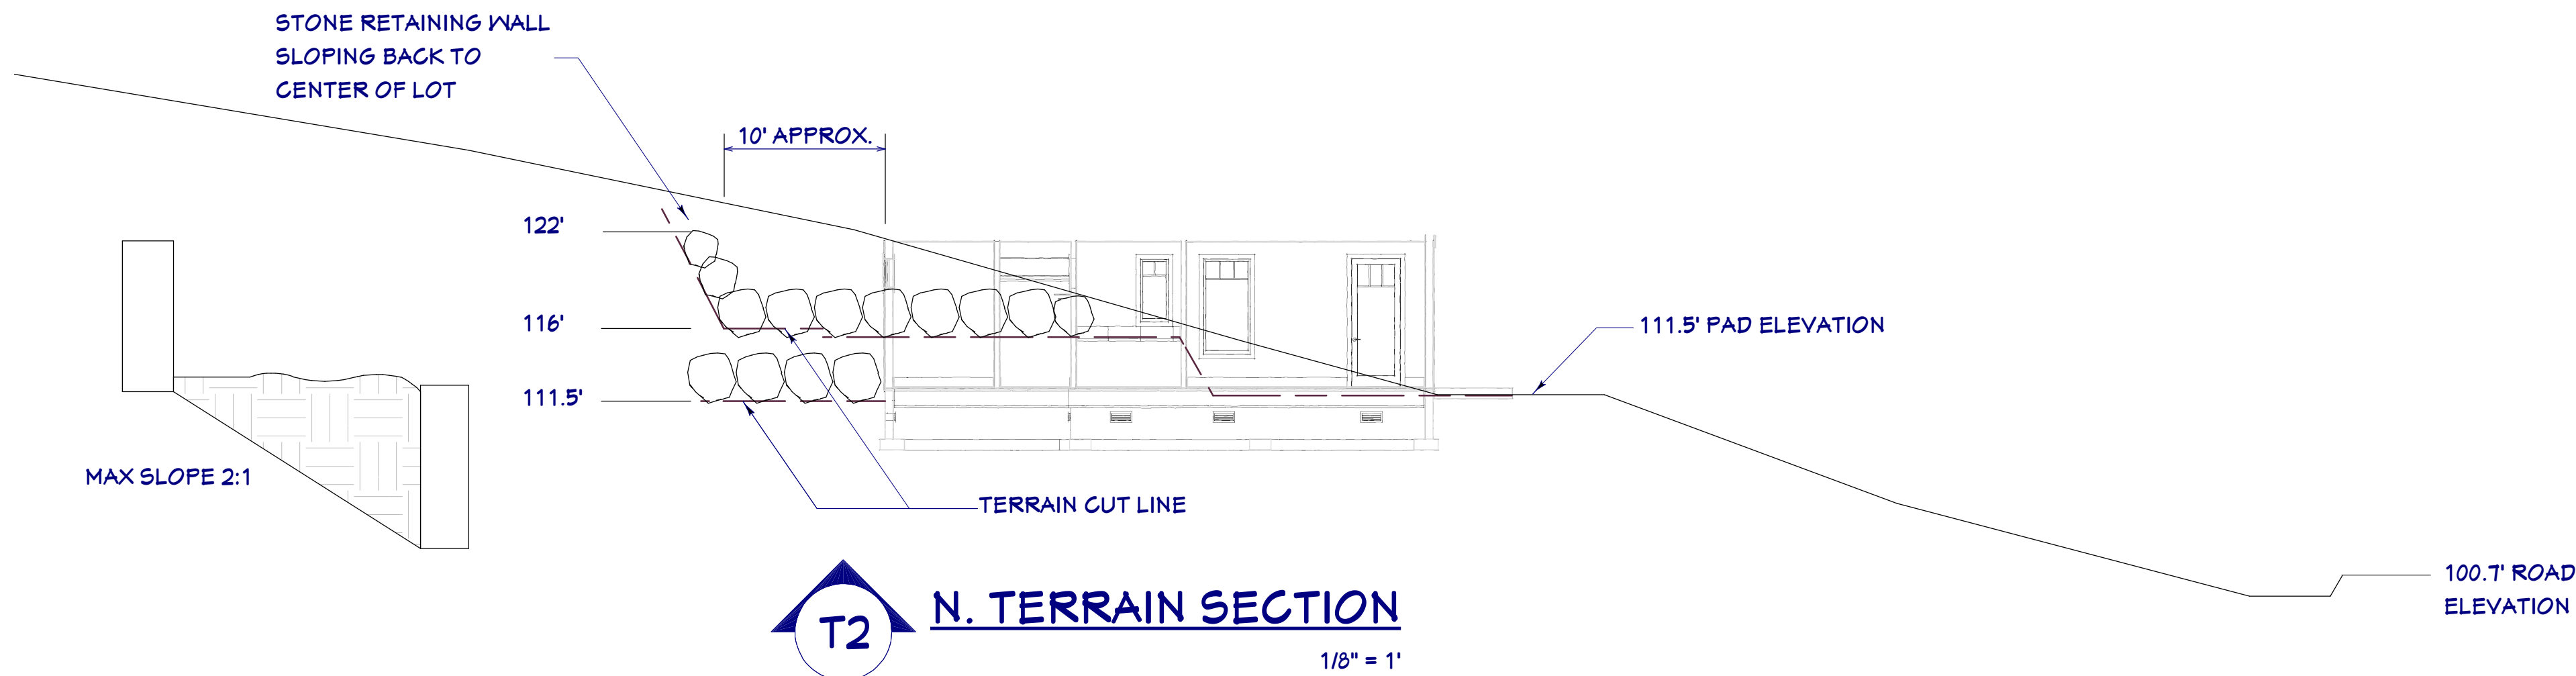 STONE RETAINING WALL
SLOPING BACK TO
CENTER OF LOT
10' APPROX.
122'
116'
111.5'
111.5' PAD ELEVATION
MAX SLOPE 2:1
TERRAIN CUT LINE
100.7' ROAD
ELEVATION
T2
N. TERRAIN SECTION
1/8" = 1'